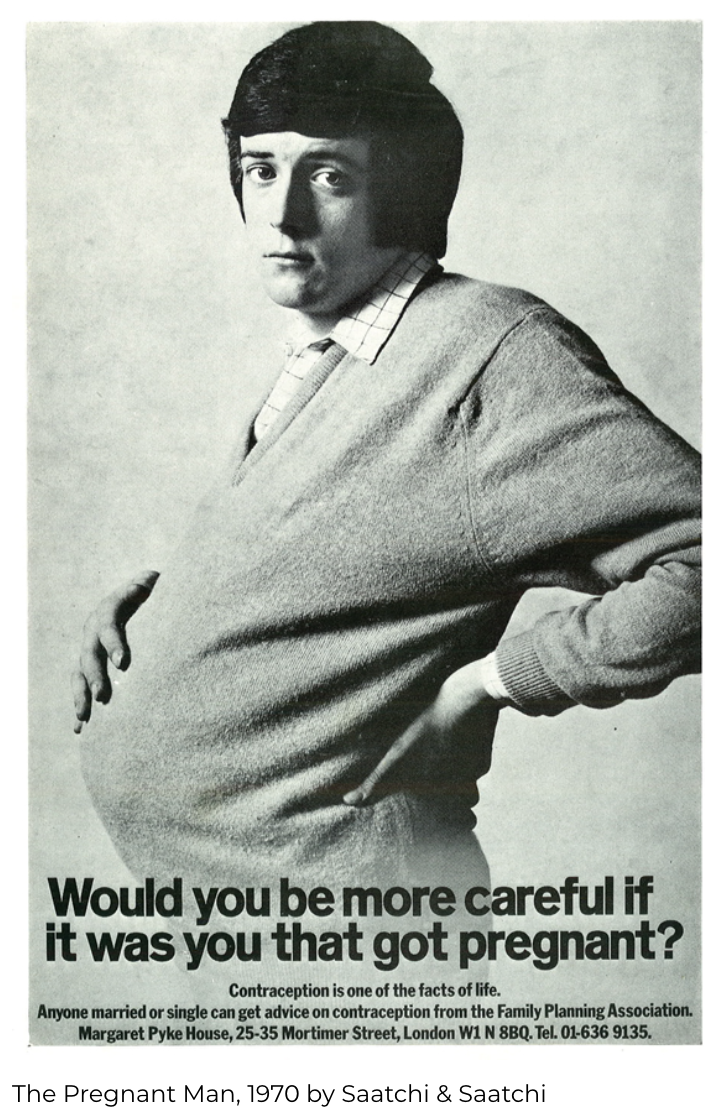 Would you be more careful if
it was you that got pregnant?
Contraception is one of the facts of life.
Anyone married or single can get advice on contraception from the Family Planning Association.
Margaret Pyke House, 25-35 Mortimer Street, London W1 N 8BQ. Tel. 01-636 9135.
The Pregnant Man, 1970 by Saatchi & Saatchi